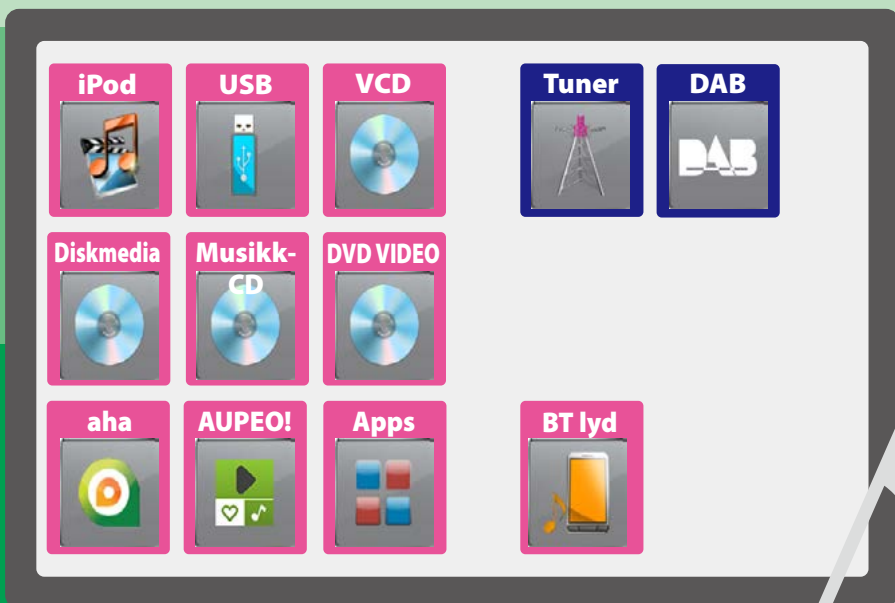 iPod
USB
VCD
Tuner
DAB
DAB
Diskmedia
Musikk-
CD
DVD VIDEO
aha
AUPEO!
Apps
BT lyd